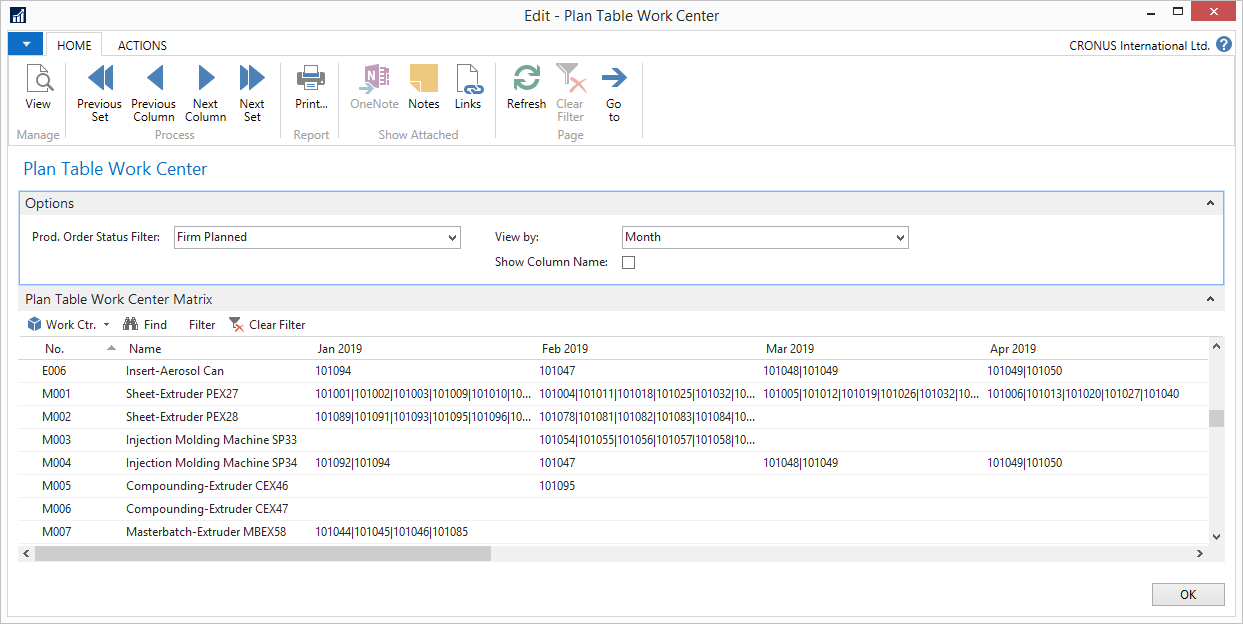 Edit - Plan Table Work Center
HOME ACTIONS CRONUS International Ltd. ?
View Previous Set Previous Column Next Column Next Set Print... OneNote Notes Links Refresh Clear Filter Go to
Manage Process Report Show Attached Page
Plan Table Work Center
Options
Prod. Order Status Filter: Firm Planned View by: Month
Show Column Name:
Plan Table Work Center Matrix
Work Ctr. Find Filter Clear Filter
No. Name Jan 2019 Feb 2019 Mar 2019 Apr 2019
E006 Insert-Aerosol Can 101094 101047 101048|101049 101049|101050
M001 Sheet-Extruder PEX27 101001|101002|101003|101009|101010|10... 101004|101011|101018|101025|101032|10... 101005|101012|101019|101026|101032|10... 101006|101013|101020|101027|101040
M002 Sheet-Extruder PEX28 101089|101091|101093|101095|101096|10... 101078|101081|101082|101083|101084|10...
M003 Injection Molding Machine SP33 101054|101055|101056|101057|101058|10...
M004 Injection Molding Machine SP34 101092|101094 101047 101048|101049 101049|101050
M005 Compounding-Extruder CEX46 101095
M006 Compounding-Extruder CEX47
M007 Masterbatch-Extruder MBEX58 101044|101045|101046|101085
OK